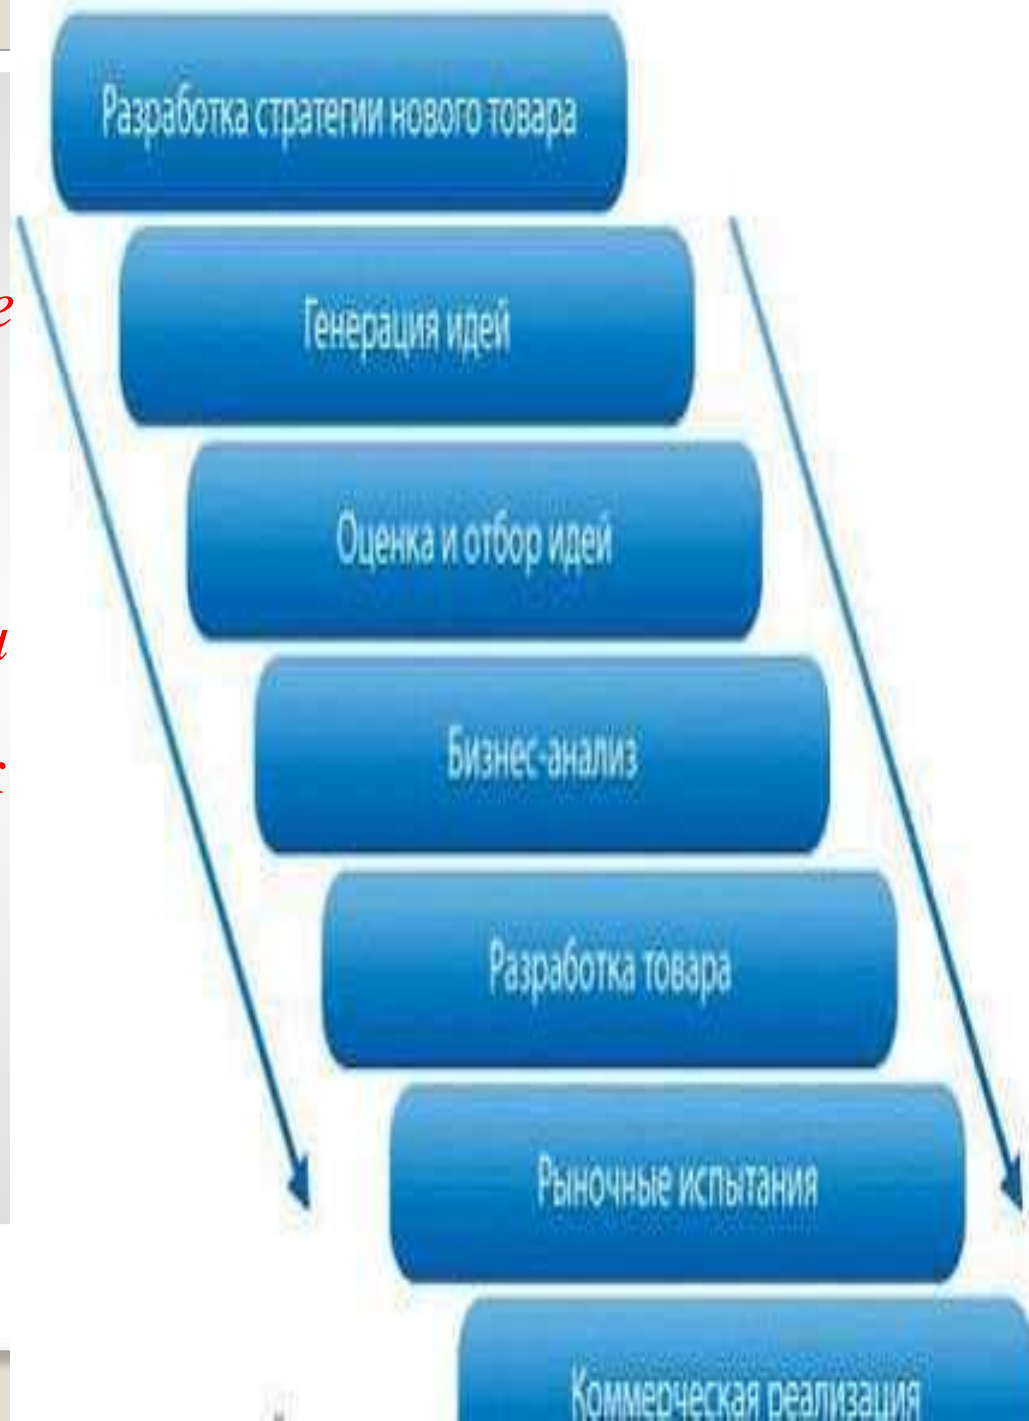 Разработка стратегии нового товара
Генерация идей
Оценка и отбор идей
Бизнес-анализ
Разработка товара
Рыночные испытания
Коммерческая реализация